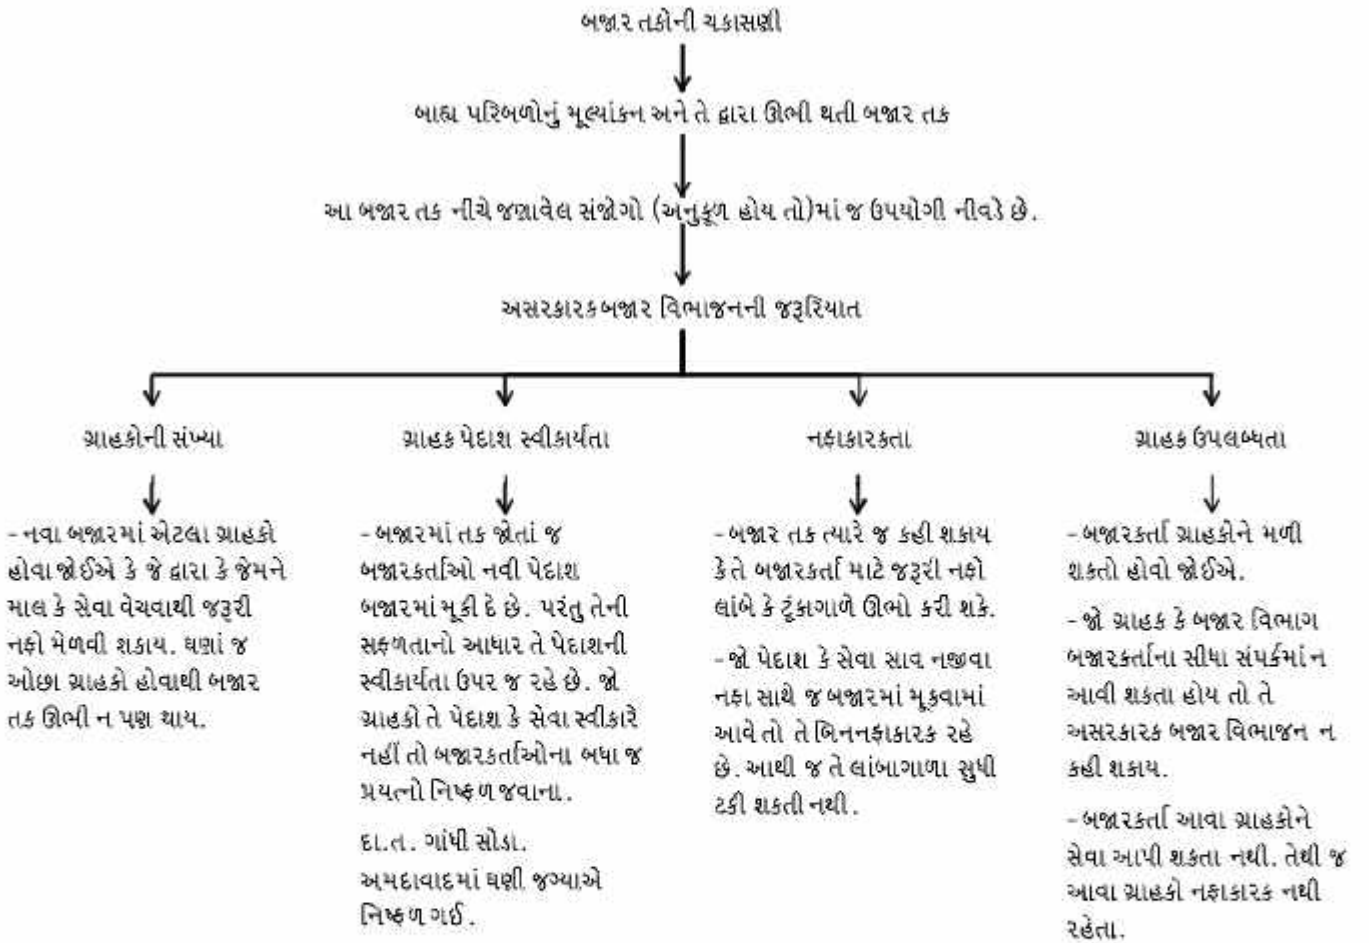 બજાર તકોની ચકાસણી
બાહ્ય પરિબળોનું મૂલ્યાંકન અને તે દ્વારા ઊભી થતી બજાર તક
આ બજાર તક નીચે જણાવેલ સંજોગો (અનુકૂળ હોય તો)માં જ ઉપયોગી નીવડે છે.
અસરકારકબજાર વિભાજનની જરૂરિયાત
ગ્રાહકોની સંખ્યા
- નવા બજારમાં એટલા ગ્રાહકો
હોવા જોઈએ કે જે દ્વારા કે જેમને
માલ કે સેવા વેચવાથી જરૂરી
નફો મેળવી શકાય. ઘણાં જ
ઓછા ગ્રાહકો હોવાથી બજાર
તક ઊભી ન પણ થાય.
ગ્રાહક પેદાશ સ્વીકાર્યતા
- બજારમાં તક જોતાં જ
બજારકર્તાઓ નવી પેદાશ
બજારમાં મૂકી દે છે. પરંતુ તેની
સફળતાનો આધાર તે પેદાશની
સ્વીકાર્યતા ઉપર જ રહે છે. જો
ગ્રાહકો તે પેદાશ કે સેવા સ્વીકારે
નહીં તો બજારકર્તાઓના બધા જ
પ્રયત્નો નિષ્ફળ જવાના.
દા.ત. ગાંધી સોડા.
અમદાવાદમાં ઘણી જગ્યાએ
નિષ્ફળ ગઈ.
નફાકારકતા
- બજાર તક ત્યારે જ કહી શકાય
કે તે બજારકર્તા માટે જરૂરી નફો
લાંબે કે ટૂંકાગાળે ઊભો કરી શકે.
- જો પેદાશ કે સેવા સાવ નજીવા
નફા સાથે જ બજારમાં મૂકવામાં
આવે તો તે બિનનફાકારક રહે
છે. આથી જ તે લાંબાગાળા સુધી
ટકી શકતી નથી.
ગ્રાહક ઉપલબ્ધતા
- બજારકર્તા ગ્રાહકોને મળી
શકતો હોવો જોઈએ.
- જો ગ્રાહક કે બજાર વિભાગ
બજારકર્તાના સીધા સંપર્કમાં ન
આવી શકતા હોય તો તે
અસરકારક બજાર વિભાજન ન
કહી શકાય.
- બજારકર્તા આવા ગ્રાહકોને
સેવા આપી શકતા નથી. તેથી જ
આવા ગ્રાહકો નફાકારક નથી
રહેતા.